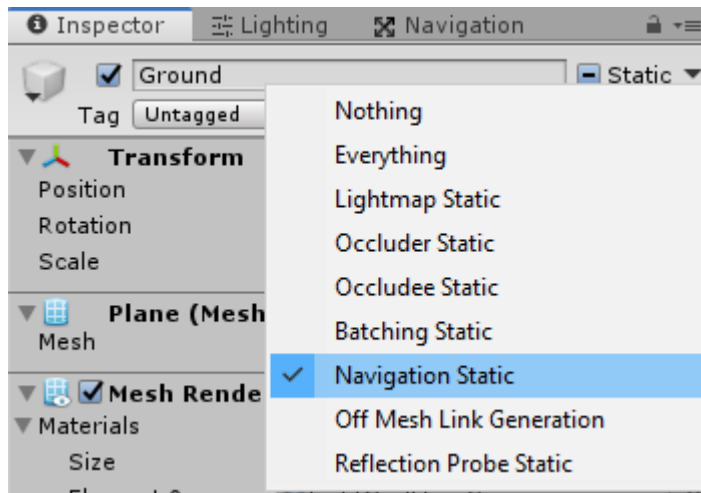 Inspector Lighting Navigation
Ground Static
Tag Untagged
Nothing
Everything
Lightmap Static
Occluder Static
Occludee Static
Batching Static
Navigation Static
Off Mesh Link Generation
Reflection Probe Static
Transform
Position
Rotation
Scale
Plane (Mesh
Mesh
Mesh Rende
Materials
Size